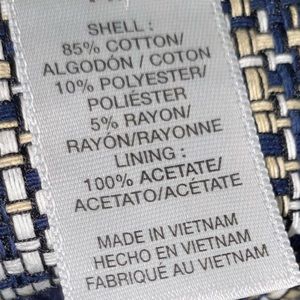 SHELL :
85% COTTON/
ALGODÓN / COTON
10% POLYESTER/
POLIÉSTER
5% RAYON/
RAYÓN/RAYONNE
LINING :
100% ACETATE/
ACETATO/ACÉTATE
MADE IN VIETNAM
HECHO EN VIETNAM
FABRIQUÉ AU VIETNAM